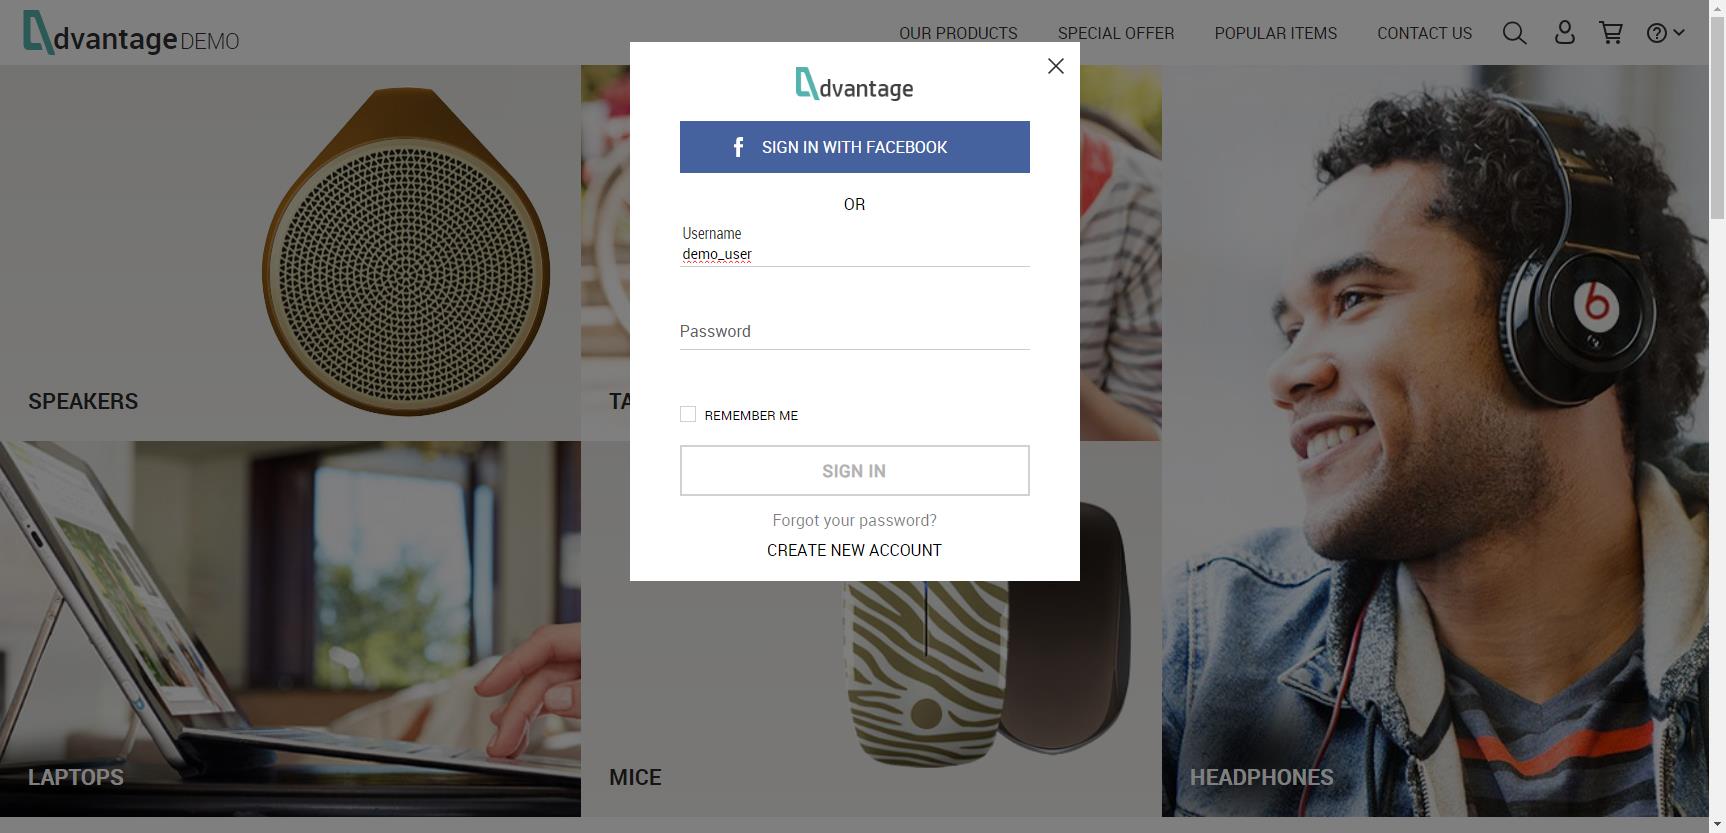 dvantage DEMO
OUR PRODUCTS SPECIAL OFFER POPULAR ITEMS CONTACT US
dvantage
SIGN IN WITH FACEBOOK
OR
Username
demo_user
Password
REMEMBER ME
SIGN IN
Forgot your password?
CREATE NEW ACCOUNT
SPEAKERS
TA
LAPTOPS
MICE
HEADPHONES